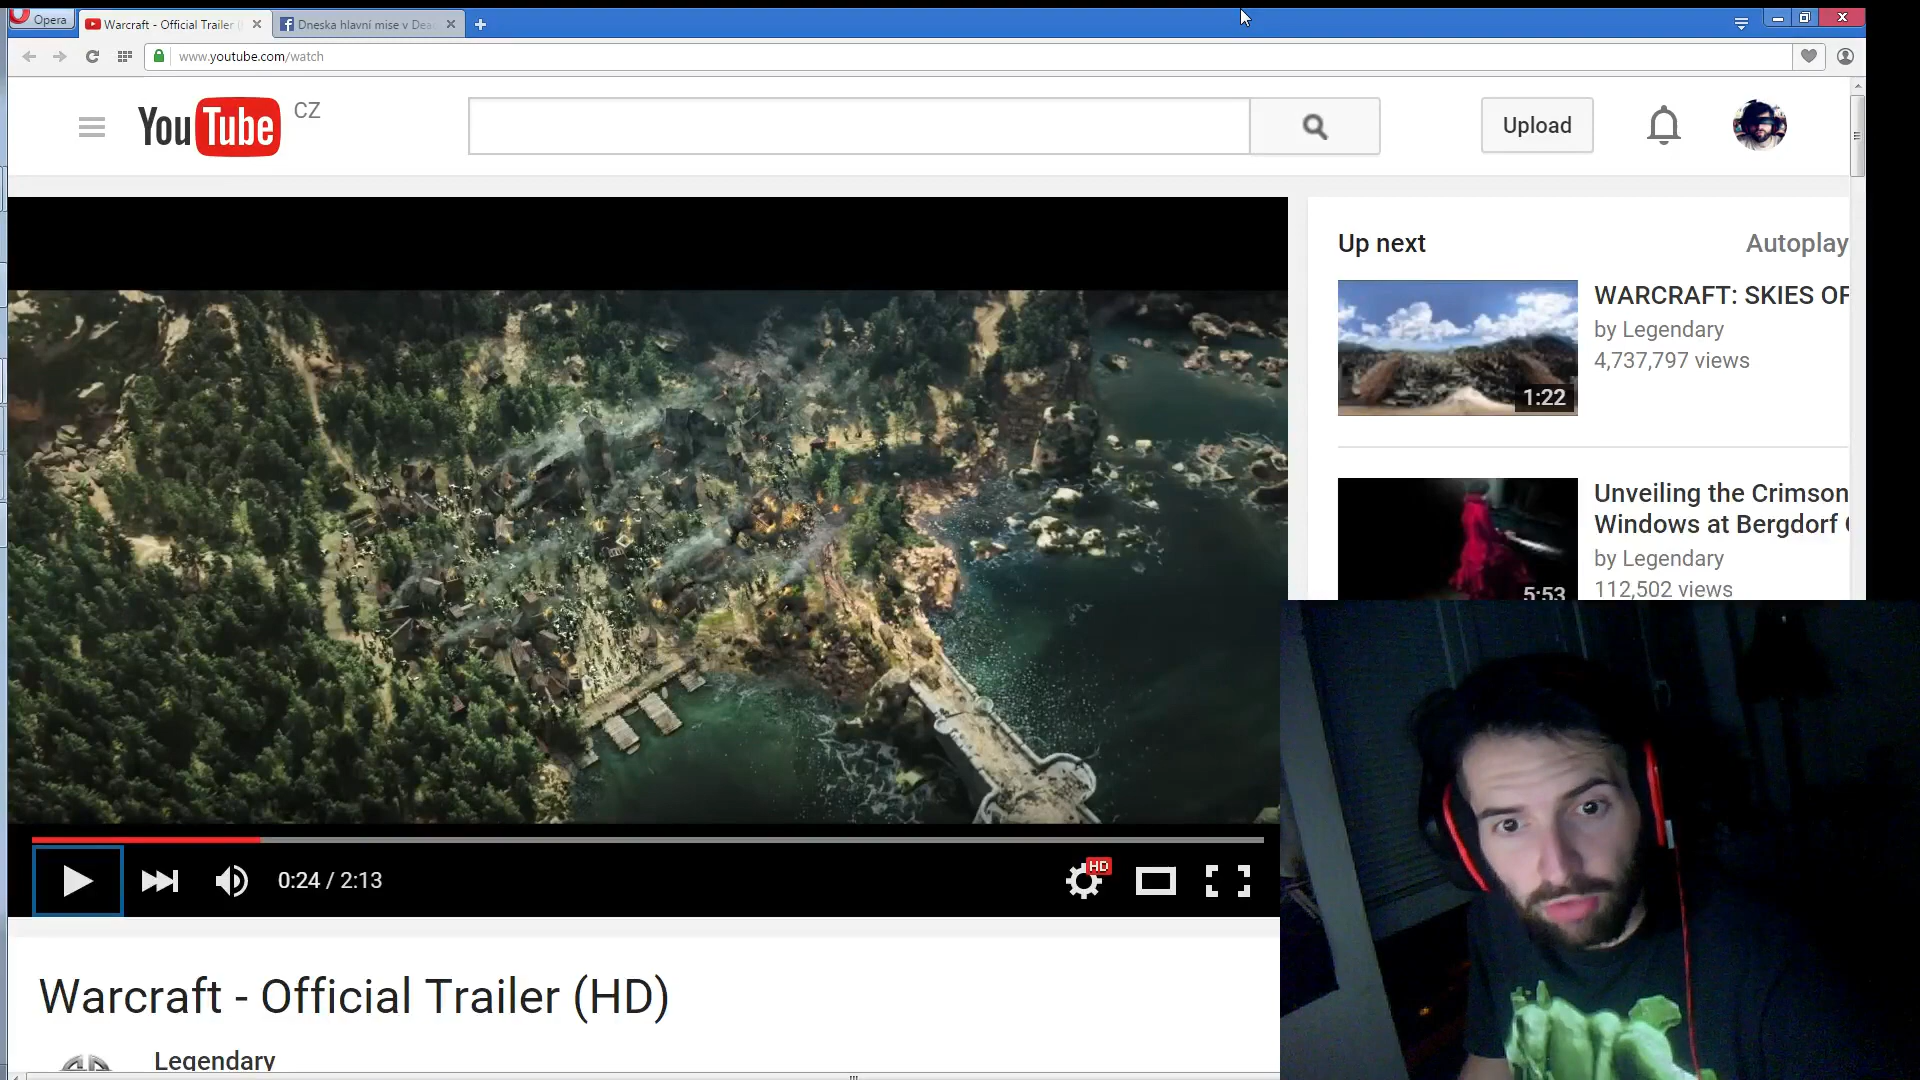 Opera
Warcraft - Official Trailer
Dneska hlavní mise v Dea
www.youtube.com/watch
YouTube CZ
Upload
Up next
Autoplay
WARCRAFT: SKIES OF
by Legendary
4,737,797 views
1:22
Unveiling the Crimson
Windows at Bergdorf
by Legendary
112,502 views
5:53
HD
0:24 / 2:13
Warcraft - Official Trailer (HD)
Legendary